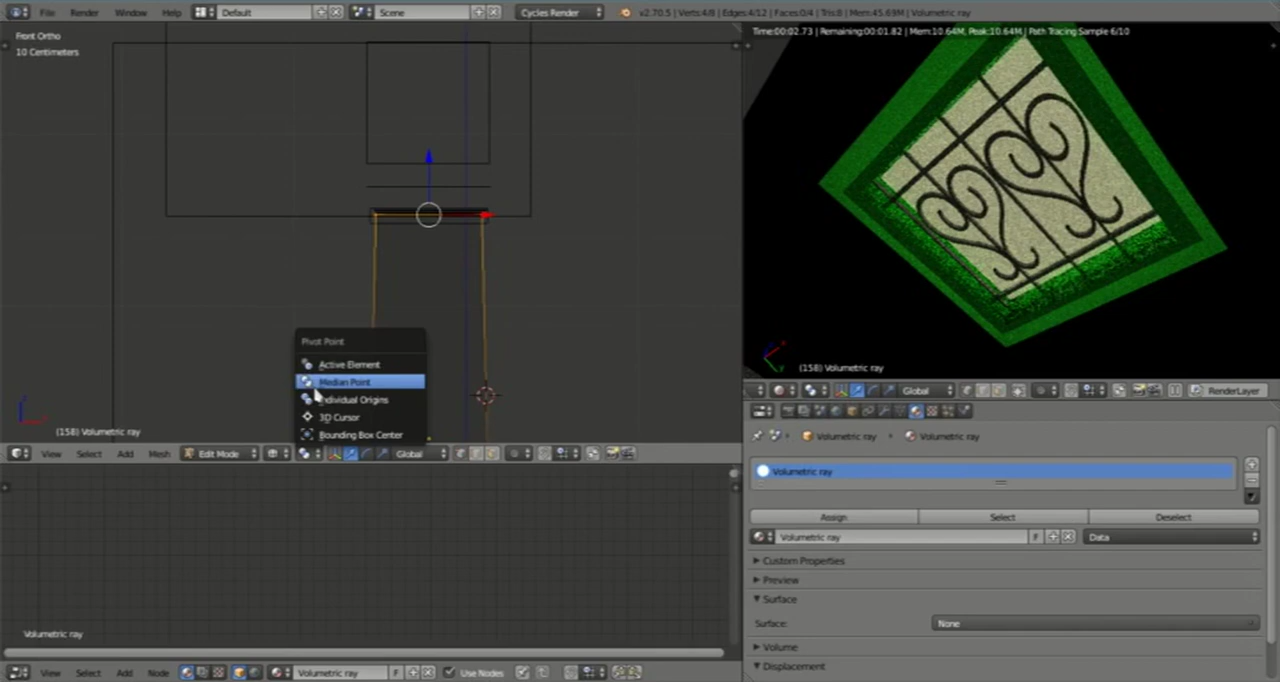 File Render Window Help Default Scene Cycles Render v2.70.5 | Verts:4/8 | Edges:4/12 | Faces:0/4 | Tris:8 | Mem:45.69M | Volumetric ray
Front Ortho
10 Centimeters
Time:00:02.73 | Remaining:00:01.82 | Mem:10.64M, Peak:10.64M | Path Tracing Sample 6/10
Pivot Point
Active Element
Median Point
Individual Origins
3D Cursor
Bounding Box Center
(158) Volumetric ray
(158) Volumetric ray
View Select Add Mesh Edit Mode Global
Global RenderLayer
Volumetric ray Volumetric ray
Volumetric ray
Assign Select Deselect
Volumetric ray F Data
Custom Properties
Preview
Surface
Surface: None
Volume
Displacement
Volumetric ray
View Select Add Node Volumetric ray F Use Nodes